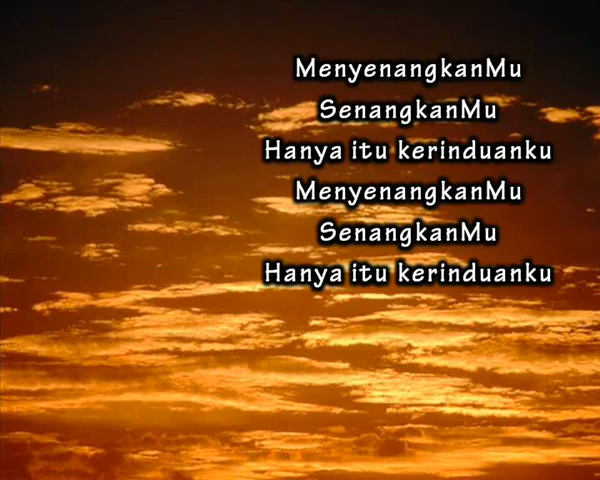 MenyenangkanMu
SenangkanMu
Hanya itu kerinduanku
MenyenangkanMu
SenangkanMu
Hanya itu kerinduanku